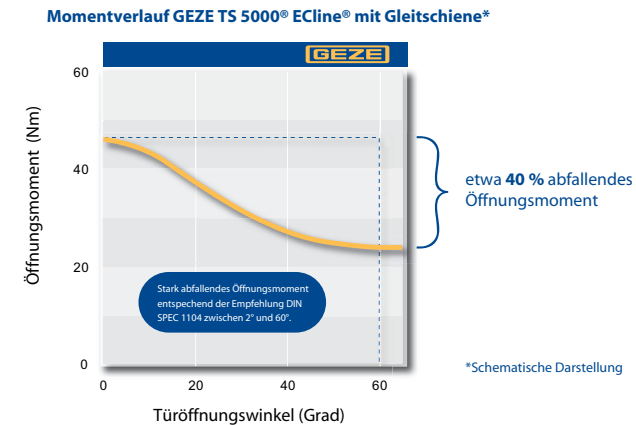 Momentverlauf GEZE TS 5000® ECline® mit Gleitschiene*
GEZE
60
40
20
0
0
20
40
60
Öffnungsmoment (Nm)
Türöffnungswinkel (Grad)
Stark abfallendes Öffnungsmoment
entspechend der Empfehlung DIN
SPEC 1104 zwischen 2° und 60°.
etwa 40 % abfallendes
Öffnungsmoment
*Schematische Darstellung